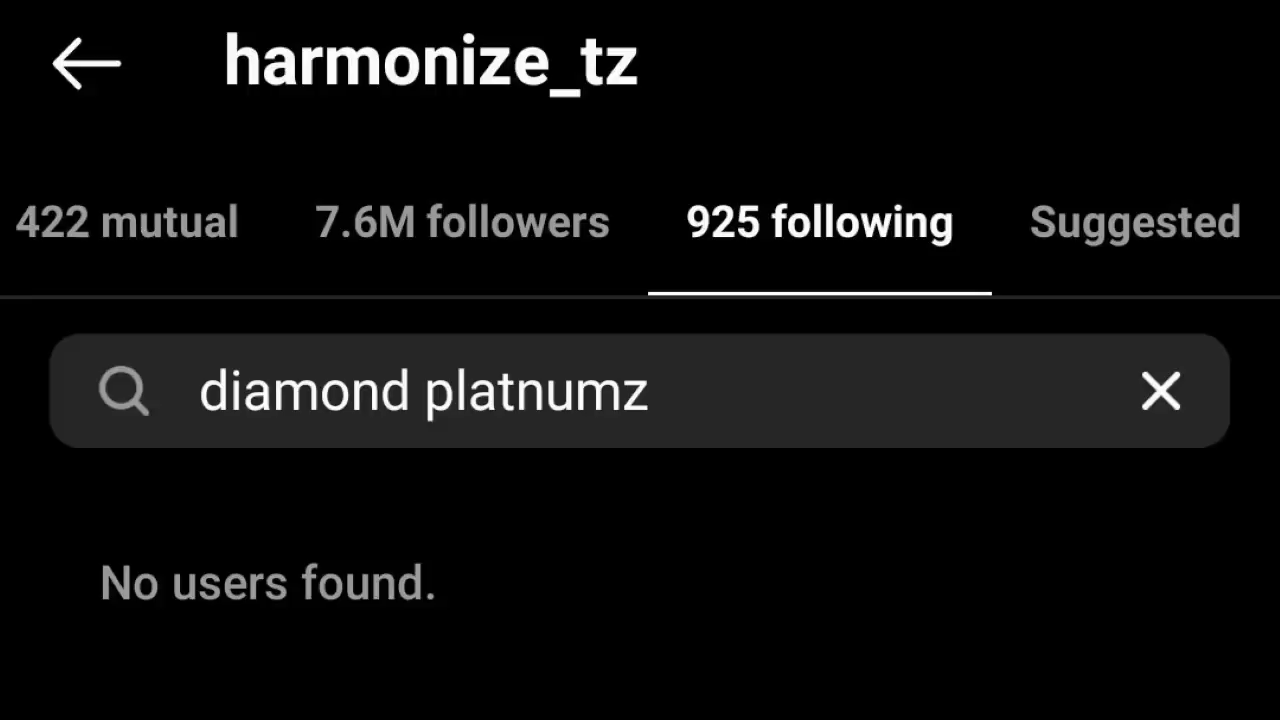 harmonize_tz
422 mutual 7.6M followers 925 following Suggested
diamond platnumz
No users found.